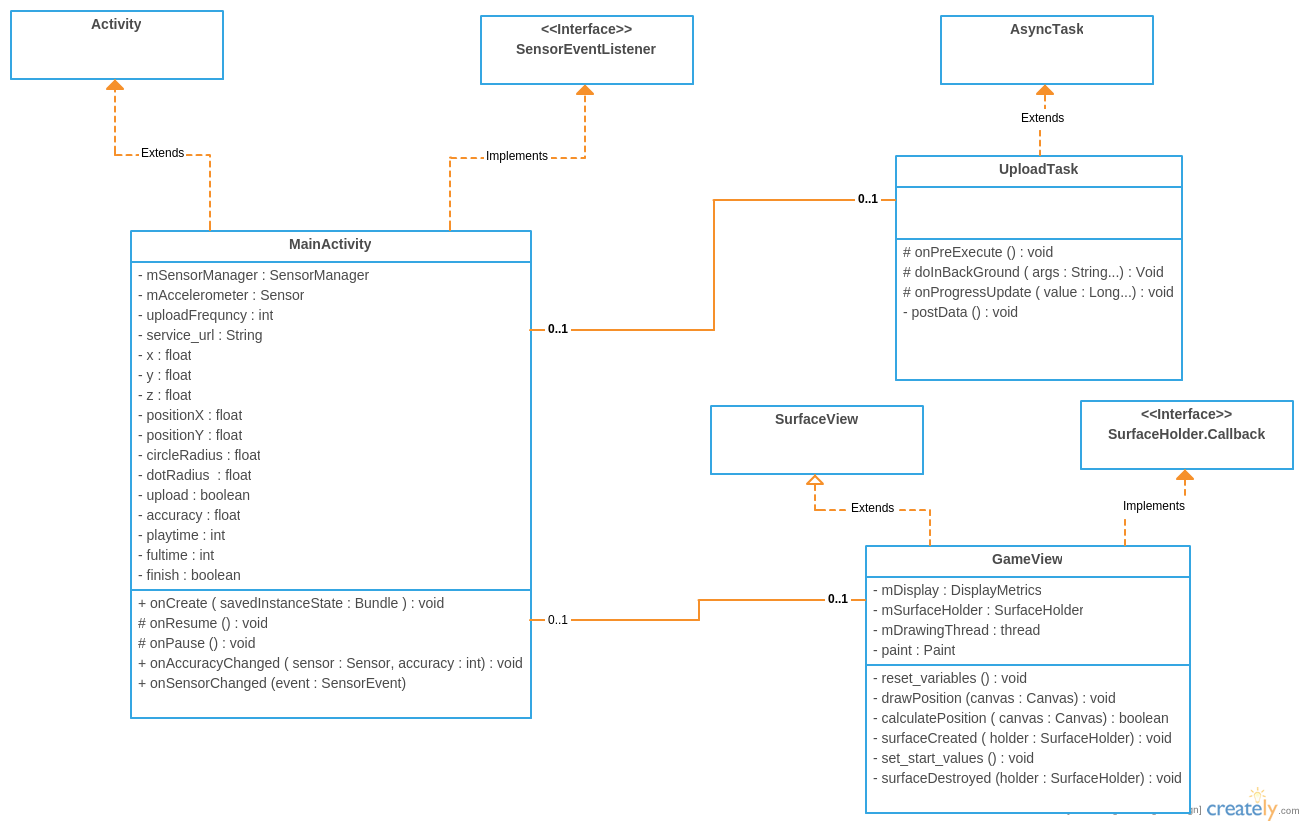 Activity
<<Interface>>
SensorEventListener
AsyncTask
Extends
Implements
Extends
UploadTask
0..1
# onPreExecute () : void
# doInBackGround ( args : String...) : Void
# onProgressUpdate ( value : Long...) : void
- postData () : void
MainActivity
- mSensorManager : SensorManager
- mAccelerometer : Sensor
- uploadFrequncy : int
- service_url : String
- x : float
- y : float
- z : float
- positionX : float
- positionY : float
- circleRadius : float
- dotRadius : float
- upload : boolean
- accuracy : float
- playtime : int
- fultime : int
- finish : boolean
+ onCreate ( savedInstanceState : Bundle ) : void
# onResume () : void
# onPause () : void
+ onAccuracyChanged ( sensor : Sensor, accuracy : int) : void
+ onSensorChanged (event : SensorEvent)
0..1
SurfaceView
<<Interface>>
SurfaceHolder.Callback
Extends
Implements
GameView
- mDisplay : DisplayMetrics
- mSurfaceHolder : SurfaceHolder
- mDrawingThread : thread
- paint : Paint
- reset_variables () : void
- drawPosition (canvas : Canvas) : void
- calculatePosition ( canvas : Canvas) : boolean
- surfaceCreated ( holder : SurfaceHolder) : void
- set_start_values () : void
- surfaceDestroyed (holder : SurfaceHolder) : void
0..1
0..1
creately.com